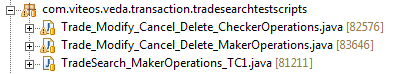 com.viteos.veda.transaction.tradesearchtestscripts
Trade_Modify_Cancel_Delete_CheckerOperations.java [82576]
Trade_Modify_Cancel_Delete_MakerOperations.java [83646]
TradeSearch_MakerOperations_TC1.java [81211]